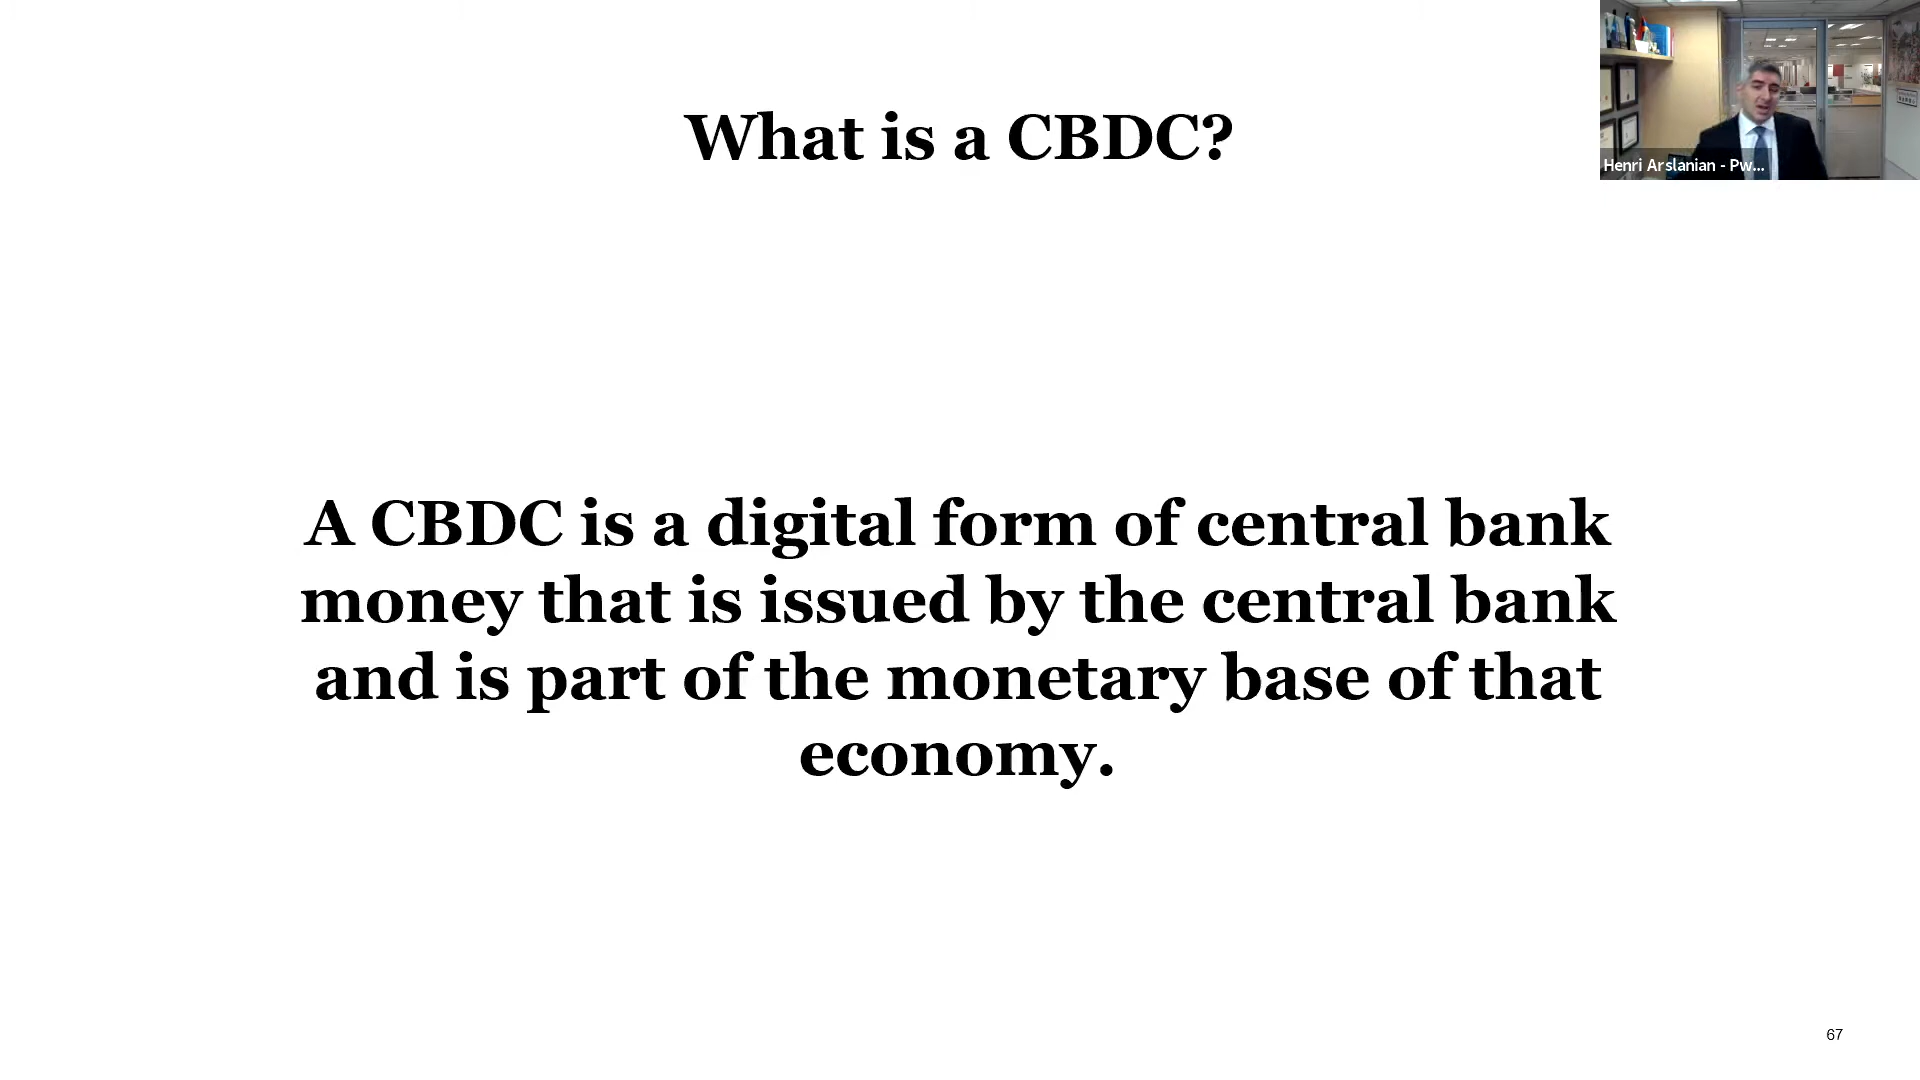 What is a CBDC?
Henri Arslanian - Pw...
A CBDC is a digital form of central bank
money that is issued by the central bank
and is part of the monetary base of that
economy.
67